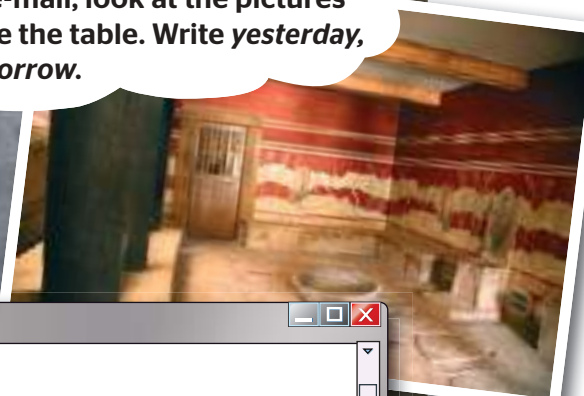 e-mail, look at the pictures
e the table. Write yesterday,
orrow.